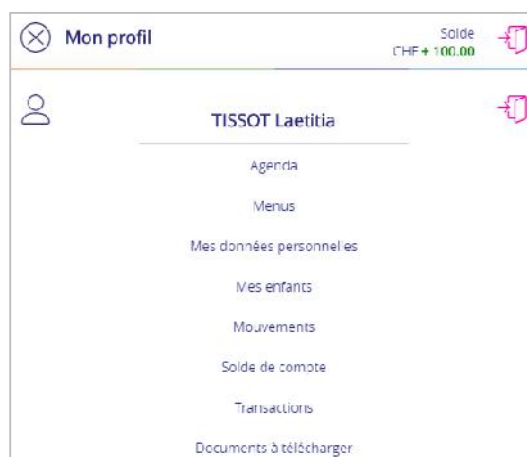 Mon profil
Solde
CHF + 100.00
TISSOT Laetitia
Agenda
Menus
Mes données personnelles
Mes enfants
Mouvements
Solde de compte
Transactions
Documents à télécharger